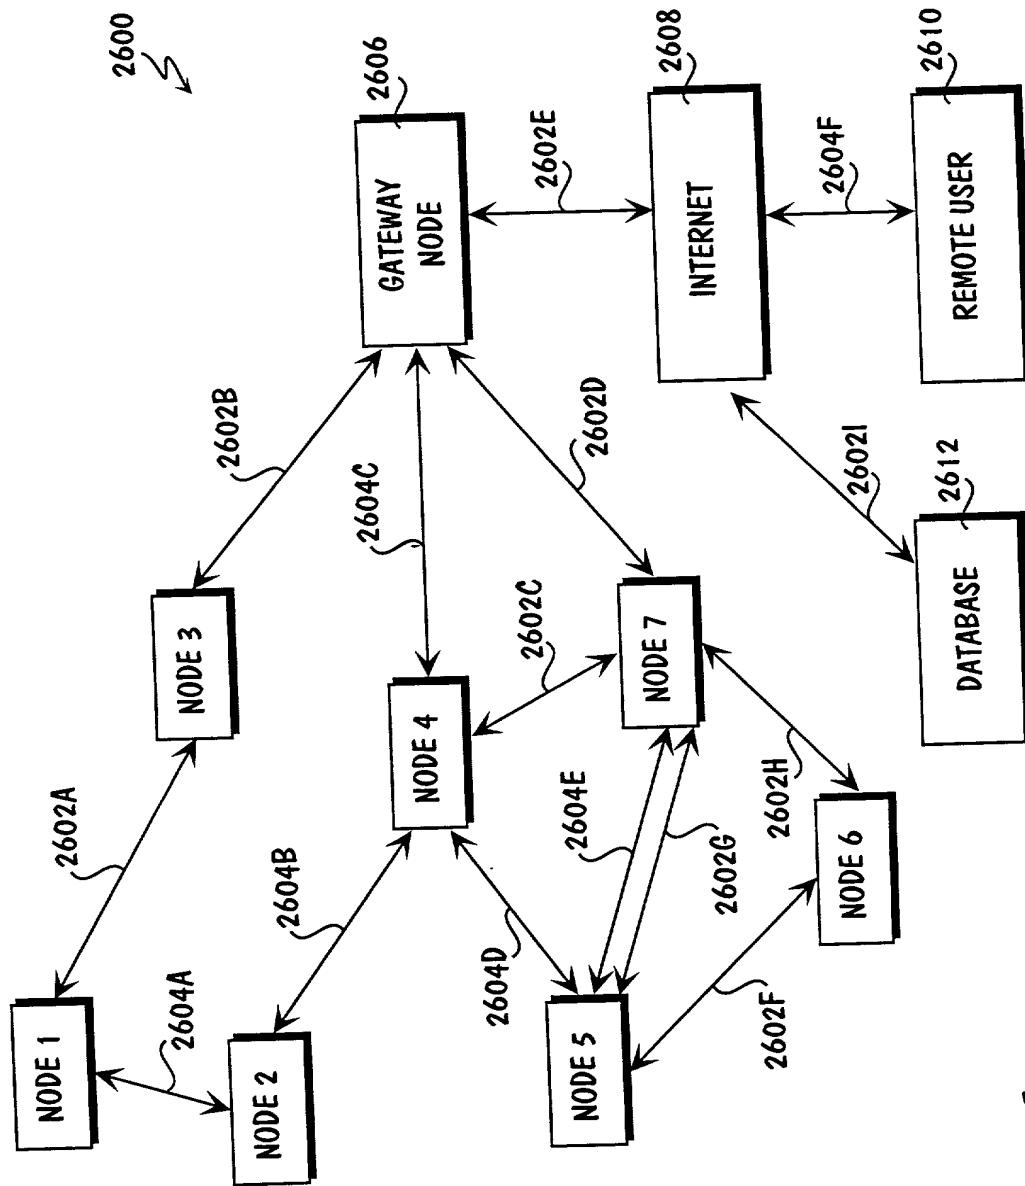 2600
NODE 1
2602A
NODE 3
2602B
GATEWAY
NODE
2606
2604A
NODE 2
2604B
NODE 4
2604C
2602E
2604D
2602C
2602D
INTERNET
2608
NODE 5
2604E
2602G
NODE 7
2604F
2602F
2602H
2602I
NODE 6
DATABASE
2612
REMOTE USER
2610